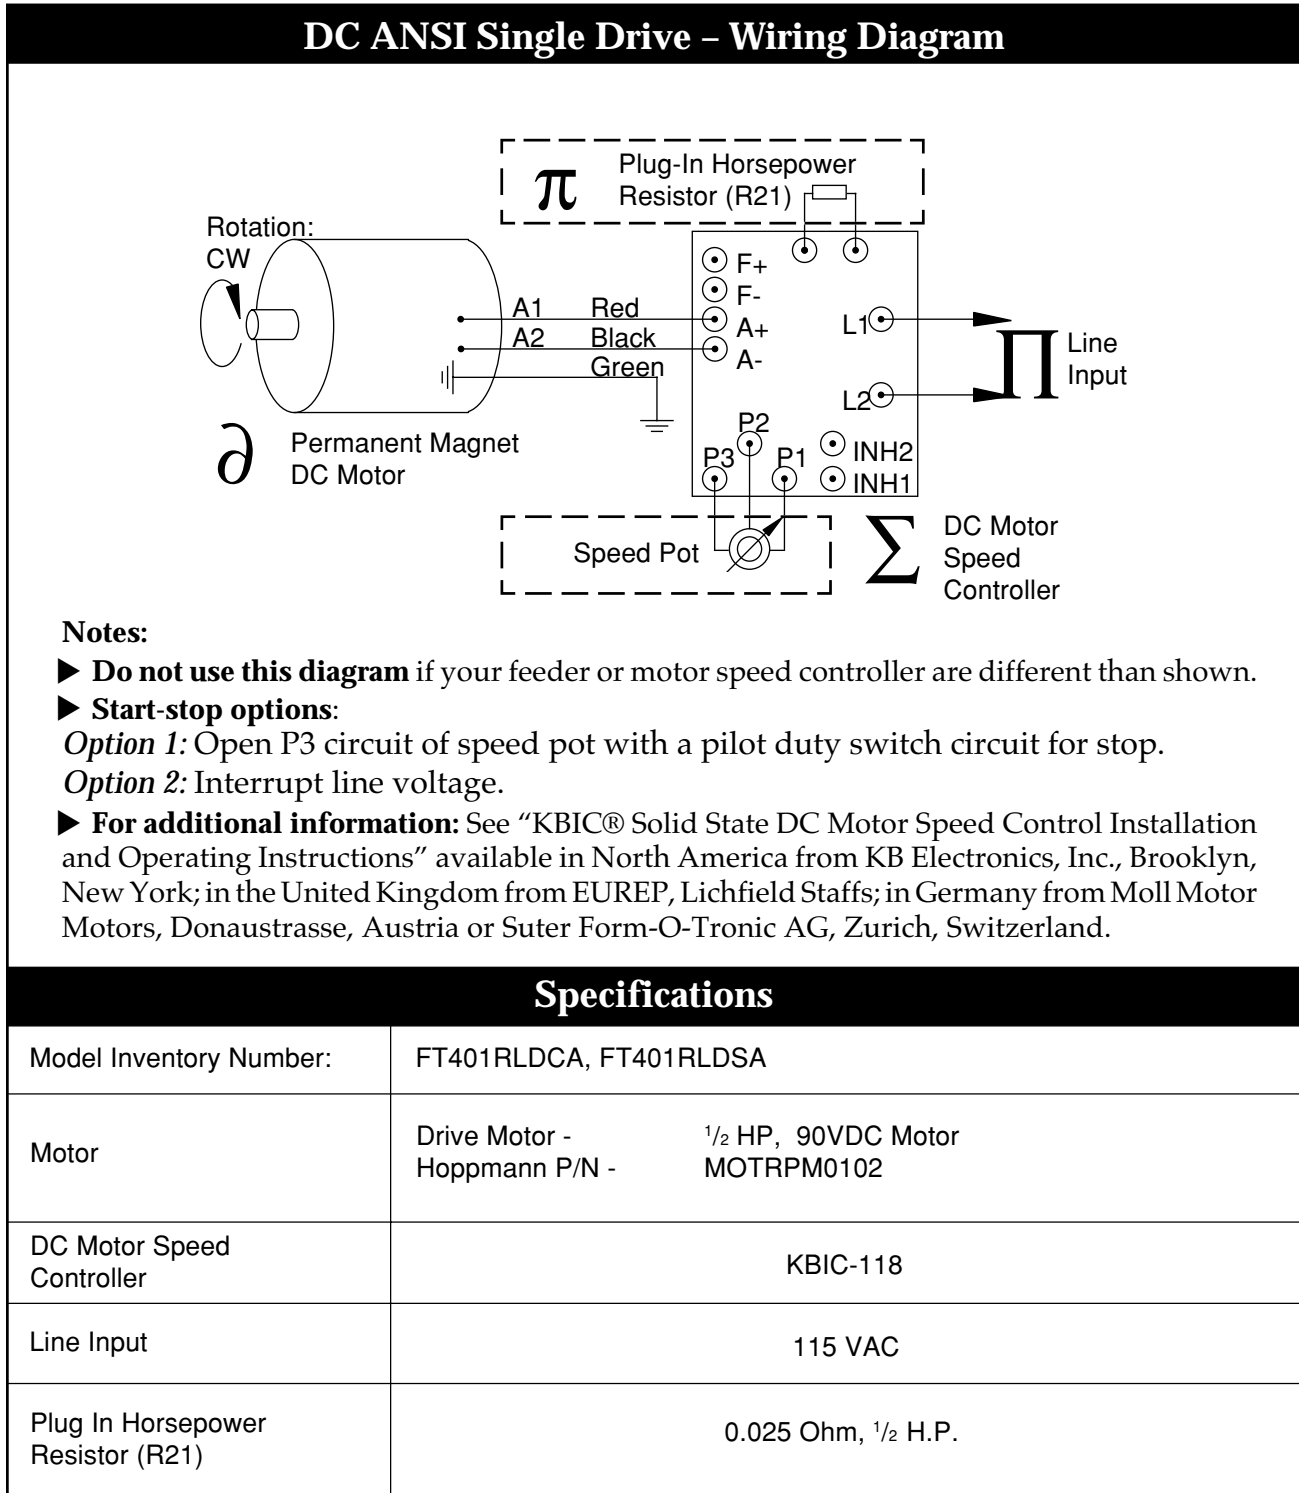 DC ANSI Single Drive – Wiring Diagram
π
Plug-In Horsepower
Resistor (R21)
Rotation:
CW
F+
F-
A1 Red
A+
A2 Black
A-
Green
L1
L2
∏
Line
Input
P2
P3
P1
INH2
INH1
∂
Permanent Magnet
DC Motor
Speed Pot
∑
DC Motor
Speed
Controller
Notes:
▶ Do not use this diagram if your feeder or motor speed controller are different than shown.
▶ Start-stop options:
Option 1: Open P3 circuit of speed pot with a pilot duty switch circuit for stop.
Option 2: Interrupt line voltage.
▶ For additional information: See “KBIC® Solid State DC Motor Speed Control Installation
and Operating Instructions” available in North America from KB Electronics, Inc., Brooklyn,
New York; in the United Kingdom from EUREP, Lichfield Staffs; in Germany from Moll Motor
Motors, Donaustrasse, Austria or Suter Form-O-Tronic AG, Zurich, Switzerland.
Specifications
Model Inventory Number: FT401RLDCA, FT401RLDSA
Motor
Drive Motor - 1/2 HP, 90VDC Motor
Hoppmann P/N - MOTRPM0102
DC Motor Speed
Controller
KBIC-118
Line Input
115 VAC
Plug In Horsepower
Resistor (R21)
0.025 Ohm, 1/2 H.P.